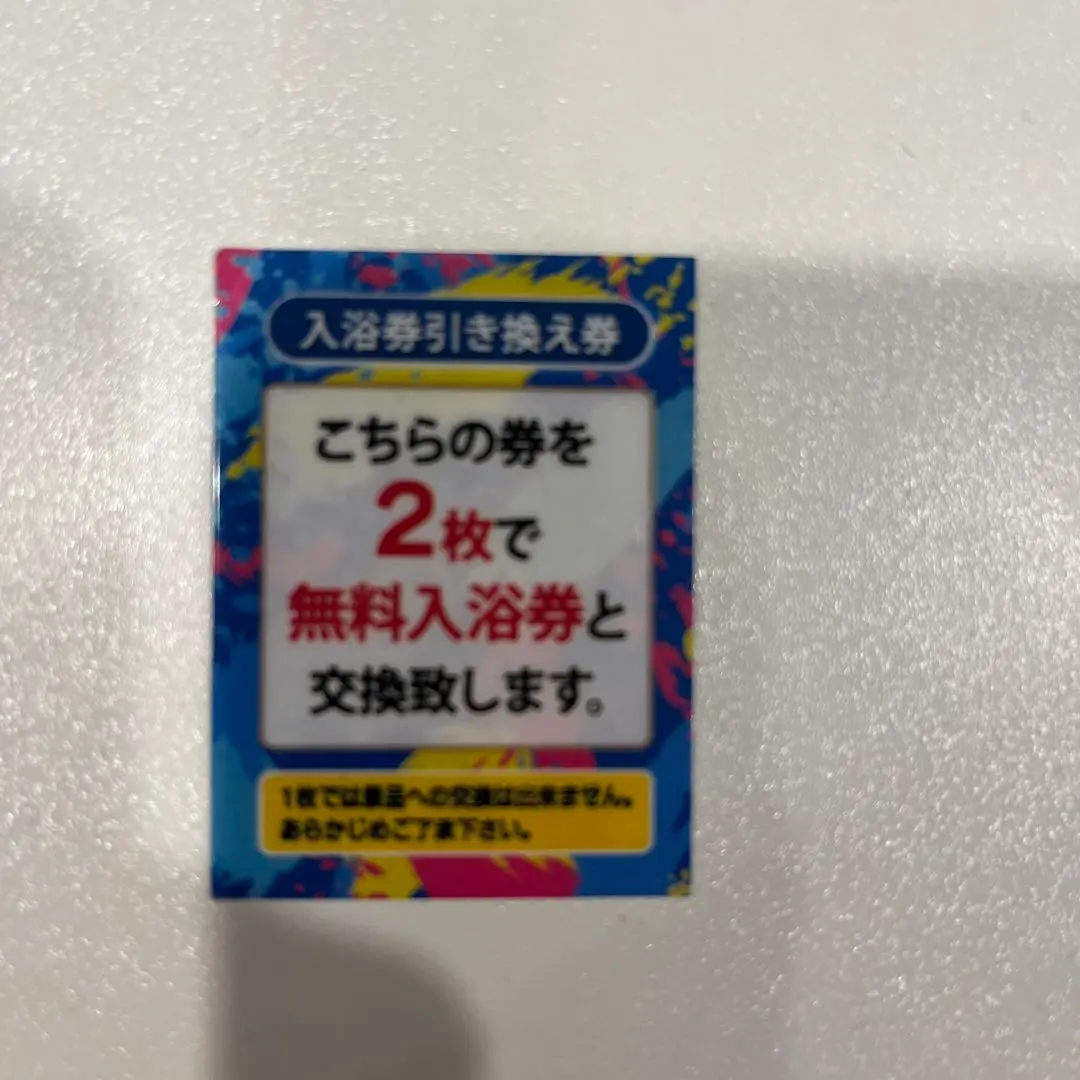 入浴券引き換え券
こちらの券を
2枚で
無料入浴券と
交換致します。
1枚では景品への交換は出来ません。
あらかじめご了承下さい。